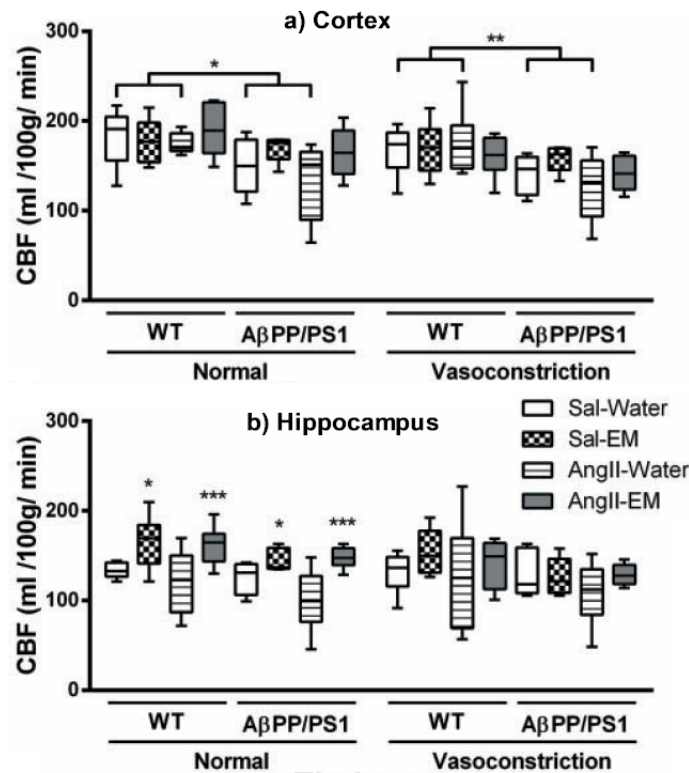 a) Cortex
300
200
100
0
CBF (ml /100g/ min)
*
**
WT
AβPP/PS1
WT
AβPP/PS1
Normal
Vasoconstriction
b) Hippocampus
300
200
100
0
CBF (ml /100g/ min)
Sal-Water
Sal-EM
AngII-Water
AngII-EM
*
***
*
***
WT
AβPP/PS1
WT
AβPP/PS1
Normal
Vasoconstriction